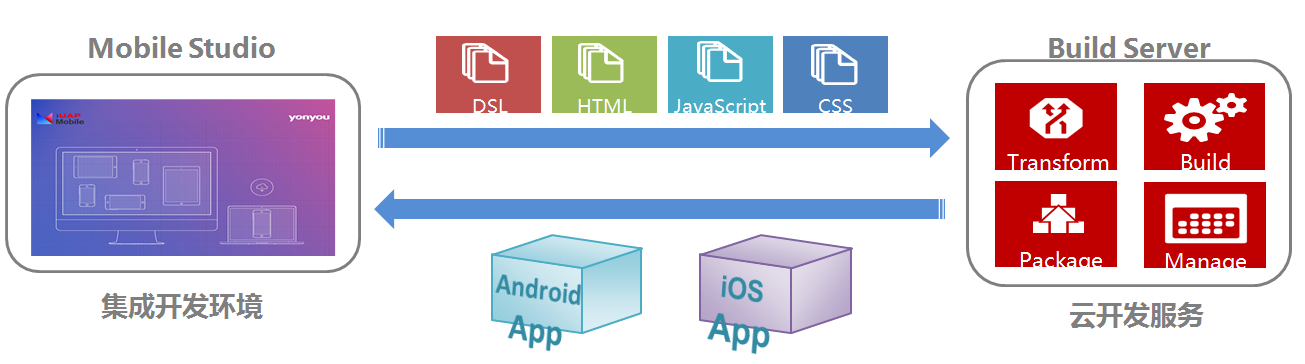 Mobile Studio
iUAP
Mobile
yonyou
集成开发环境
DSL
HTML
JavaScript
CSS
Android
App
iOS
App
Build Server
Transform
Build
Package
Manage
云开发服务